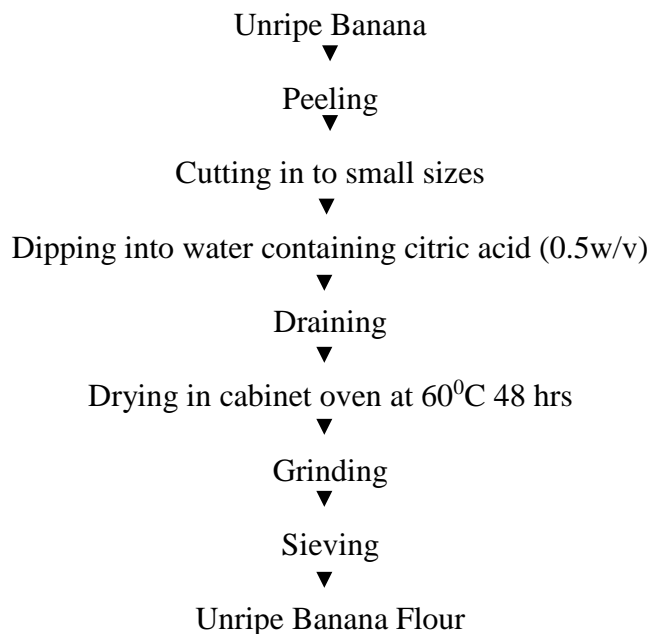 Unripe Banana
Peeling
Cutting in to small sizes
Dipping into water containing citric acid (0.5w/v)
Draining
Drying in cabinet oven at 60⁰C 48 hrs
Grinding
Sieving
Unripe Banana Flour